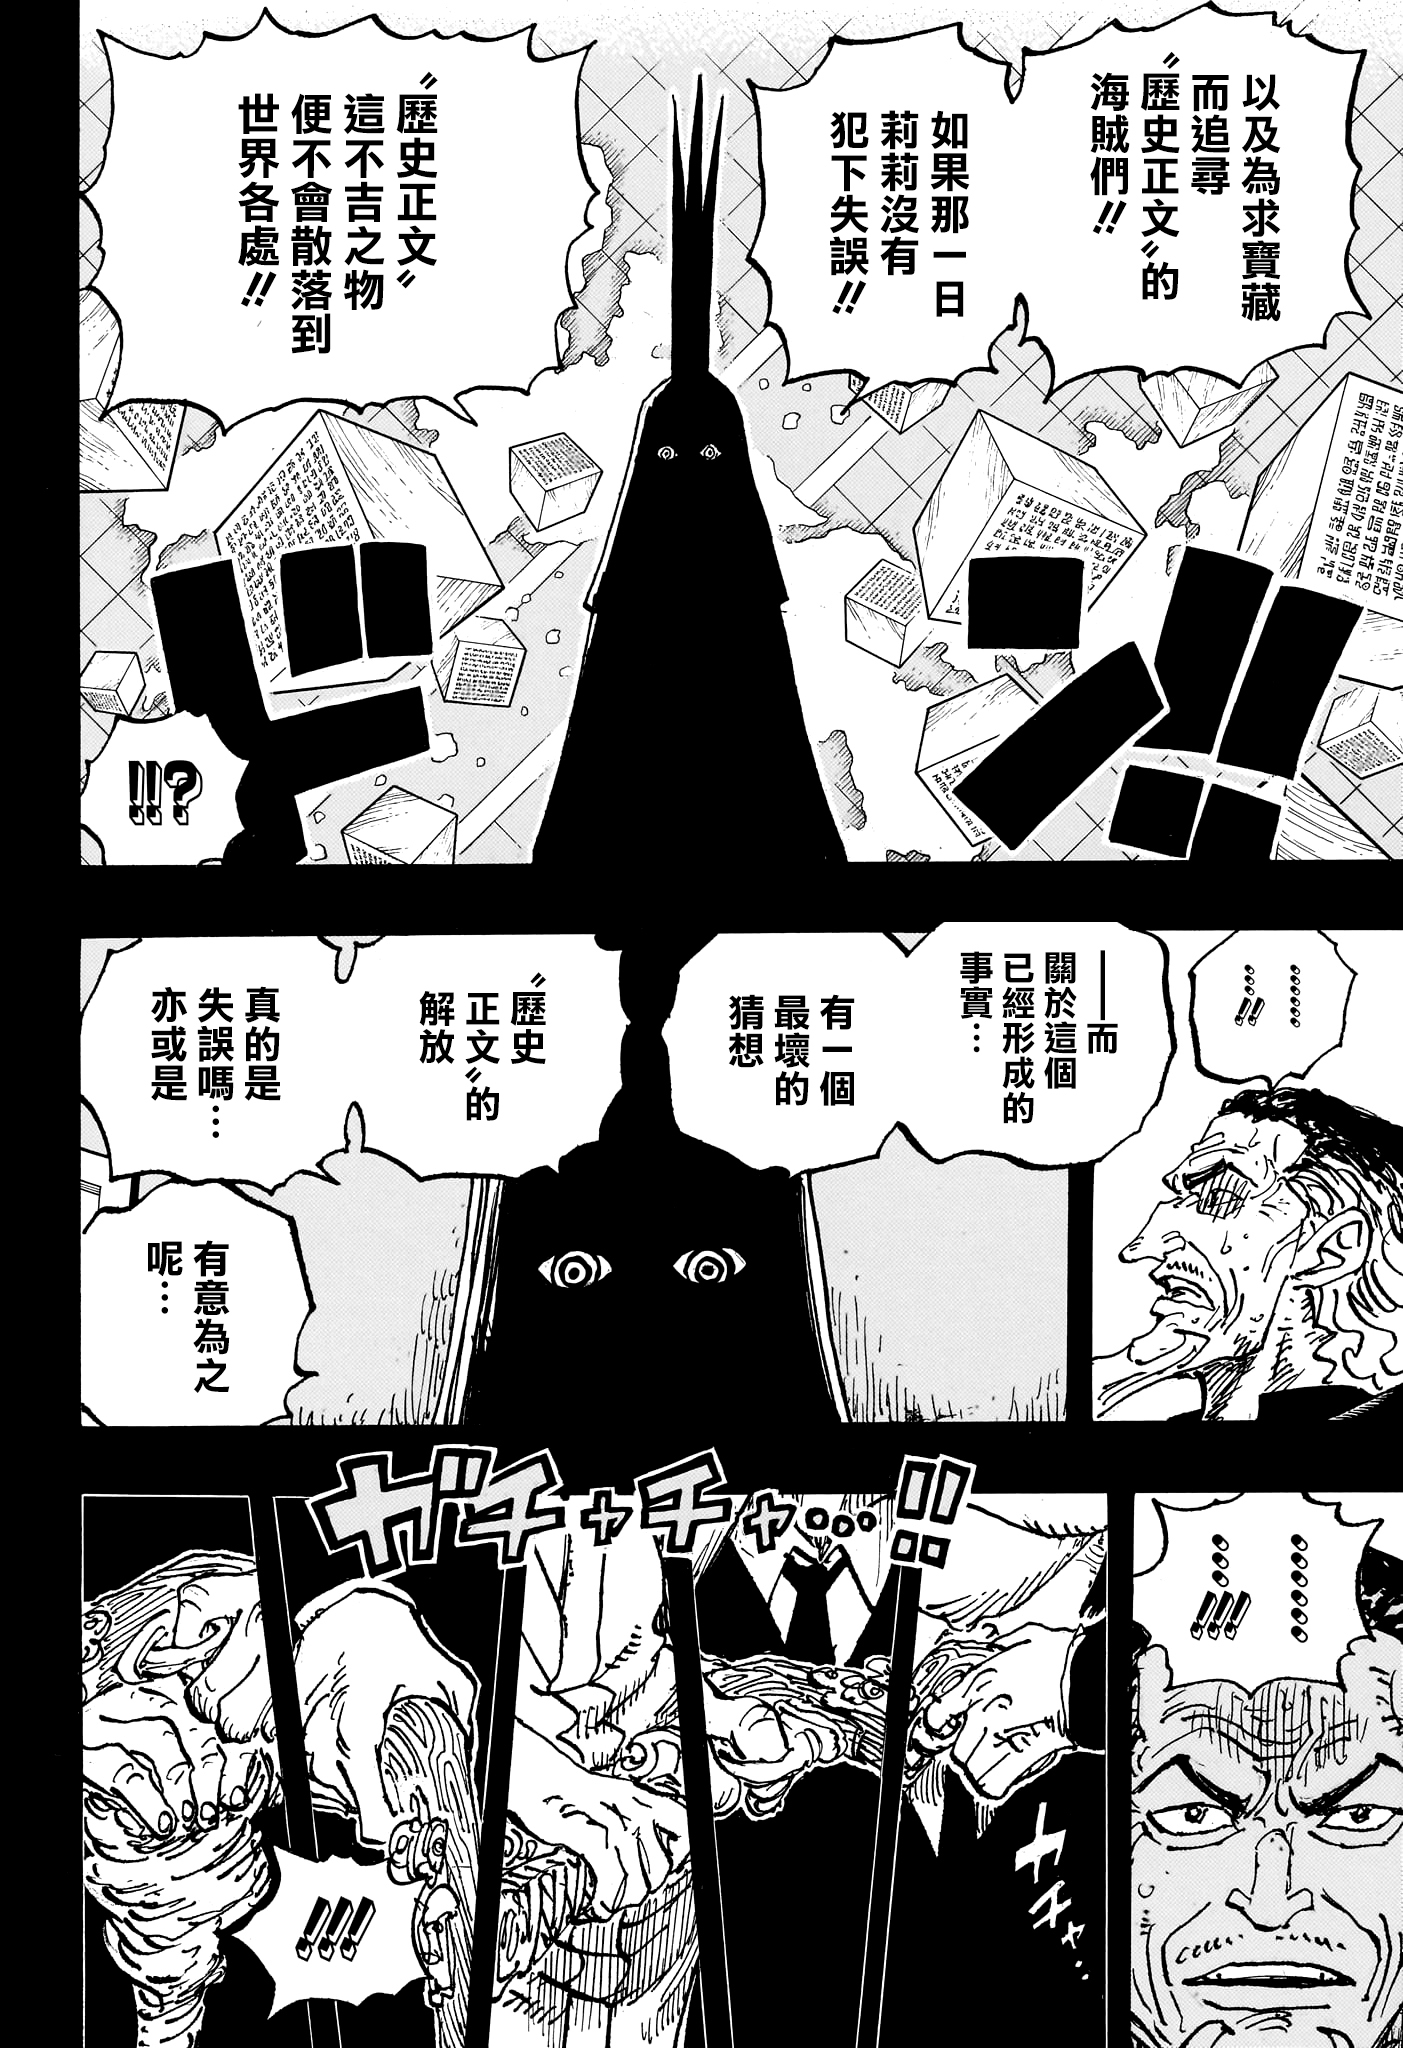 以及為求寶藏
而追尋
〝歷史正文〞的
海賊們!!
如果那一日
莉莉沒有
犯下失誤!!
〝歷史正文〞
這不吉之物
便不會散落到
世界各處!!
ド
ン
!!
!!?
……
…!!
——而
關於這個
已經形成的
事實…
有一個
最壞的
猜想
〝歷史
正文〞的
解放
真的是
失誤嗎…
亦或是
有意為之
呢…
……
…!!!
ガチャチャ…!!
メチャ…
!!!